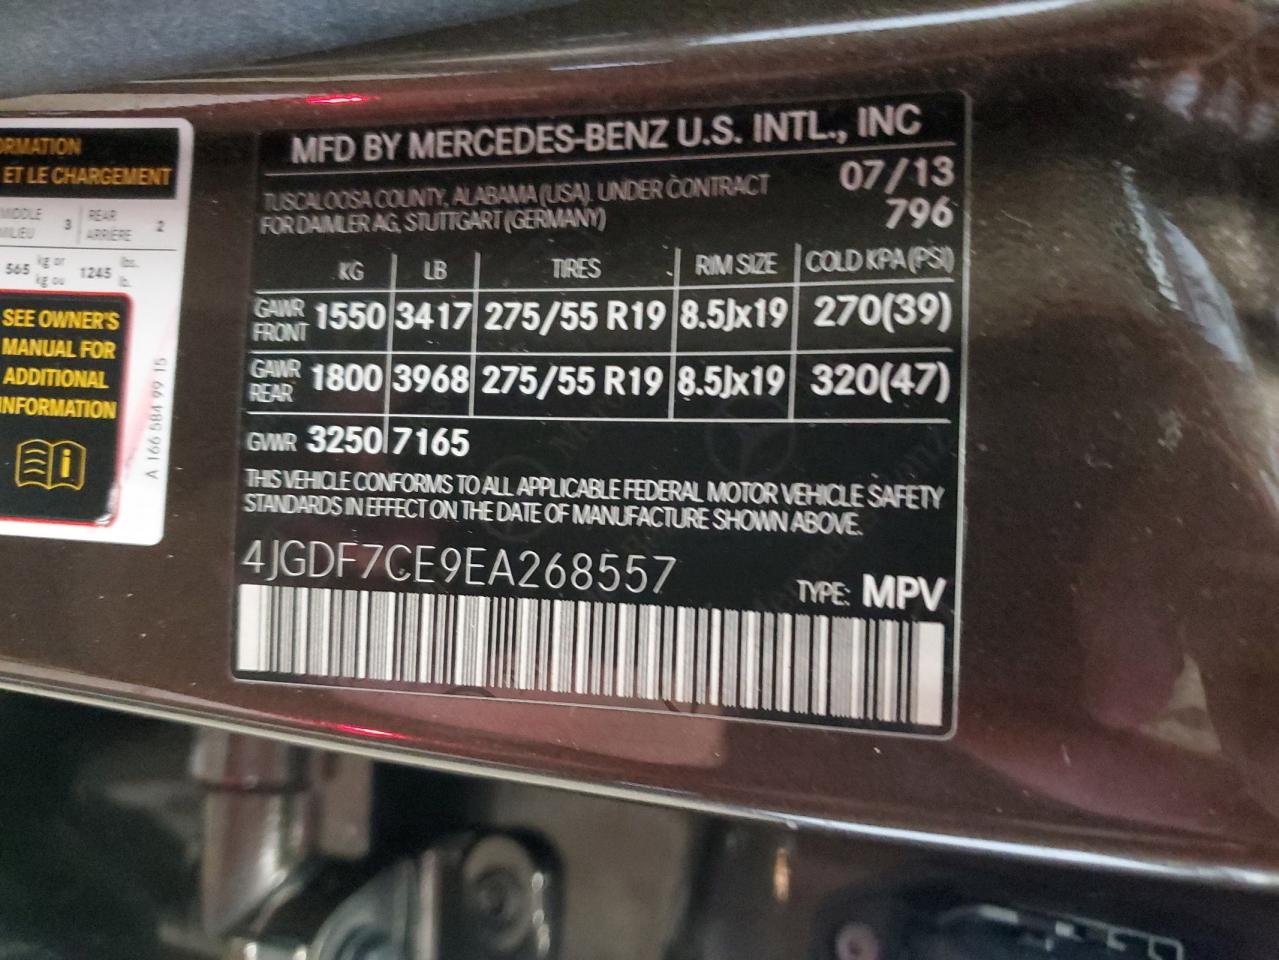 ORMATION
ET LE CHARGEMENT
MIDDLE 3 REAR 2
MILIEU ARRIÈRE
565 kg or kg ou 1245 lbs. lb.
SEE OWNER'S
MANUAL FOR
ADDITIONAL
INFORMATION
A 166 584 99 15
MFD BY MERCEDES-BENZ U.S. INTL., INC
TUSCALOOSA COUNTY, ALABAMA (USA). UNDER CONTRACT 07/13
FOR DAIMLER AG, STUTTGART (GERMANY) 796
KG LB TIRES RIM SIZE COLD KPA (PSI)
GAWR FRONT 1550 3417 275/55 R19 8.5Jx19 270(39)
GAWR REAR 1800 3968 275/55 R19 8.5Jx19 320(47)
GVWR 3250 7165
THIS VEHICLE CONFORMS TO ALL APPLICABLE FEDERAL MOTOR VEHICLE SAFETY
STANDARDS IN EFFECT ON THE DATE OF MANUFACTURE SHOWN ABOVE.
4JGDF7CE9EA268557
TYPE: MPV